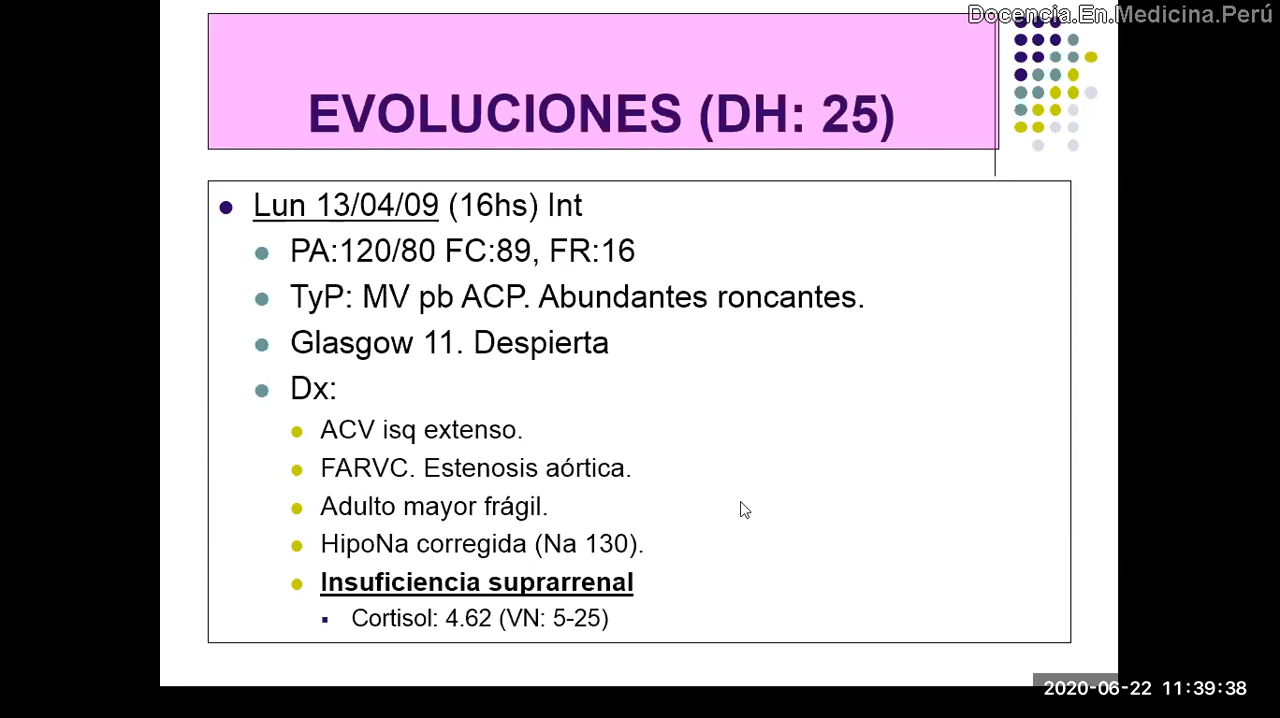 Docencia.En.Medicina.Perú
EVOLUCIONES (DH: 25)
Lun 13/04/09 (16hs) Int
PA:120/80 FC:89, FR:16
TyP: MV pb ACP. Abundantes roncantes.
Glasgow 11. Despierta
Dx:
ACV isq extenso.
FARVC. Estenosis aórtica.
Adulto mayor frágil.
HipoNa corregida (Na 130).
Insuficiencia suprarrenal
Cortisol: 4.62 (VN: 5-25)
2020-06-22 11:39:38